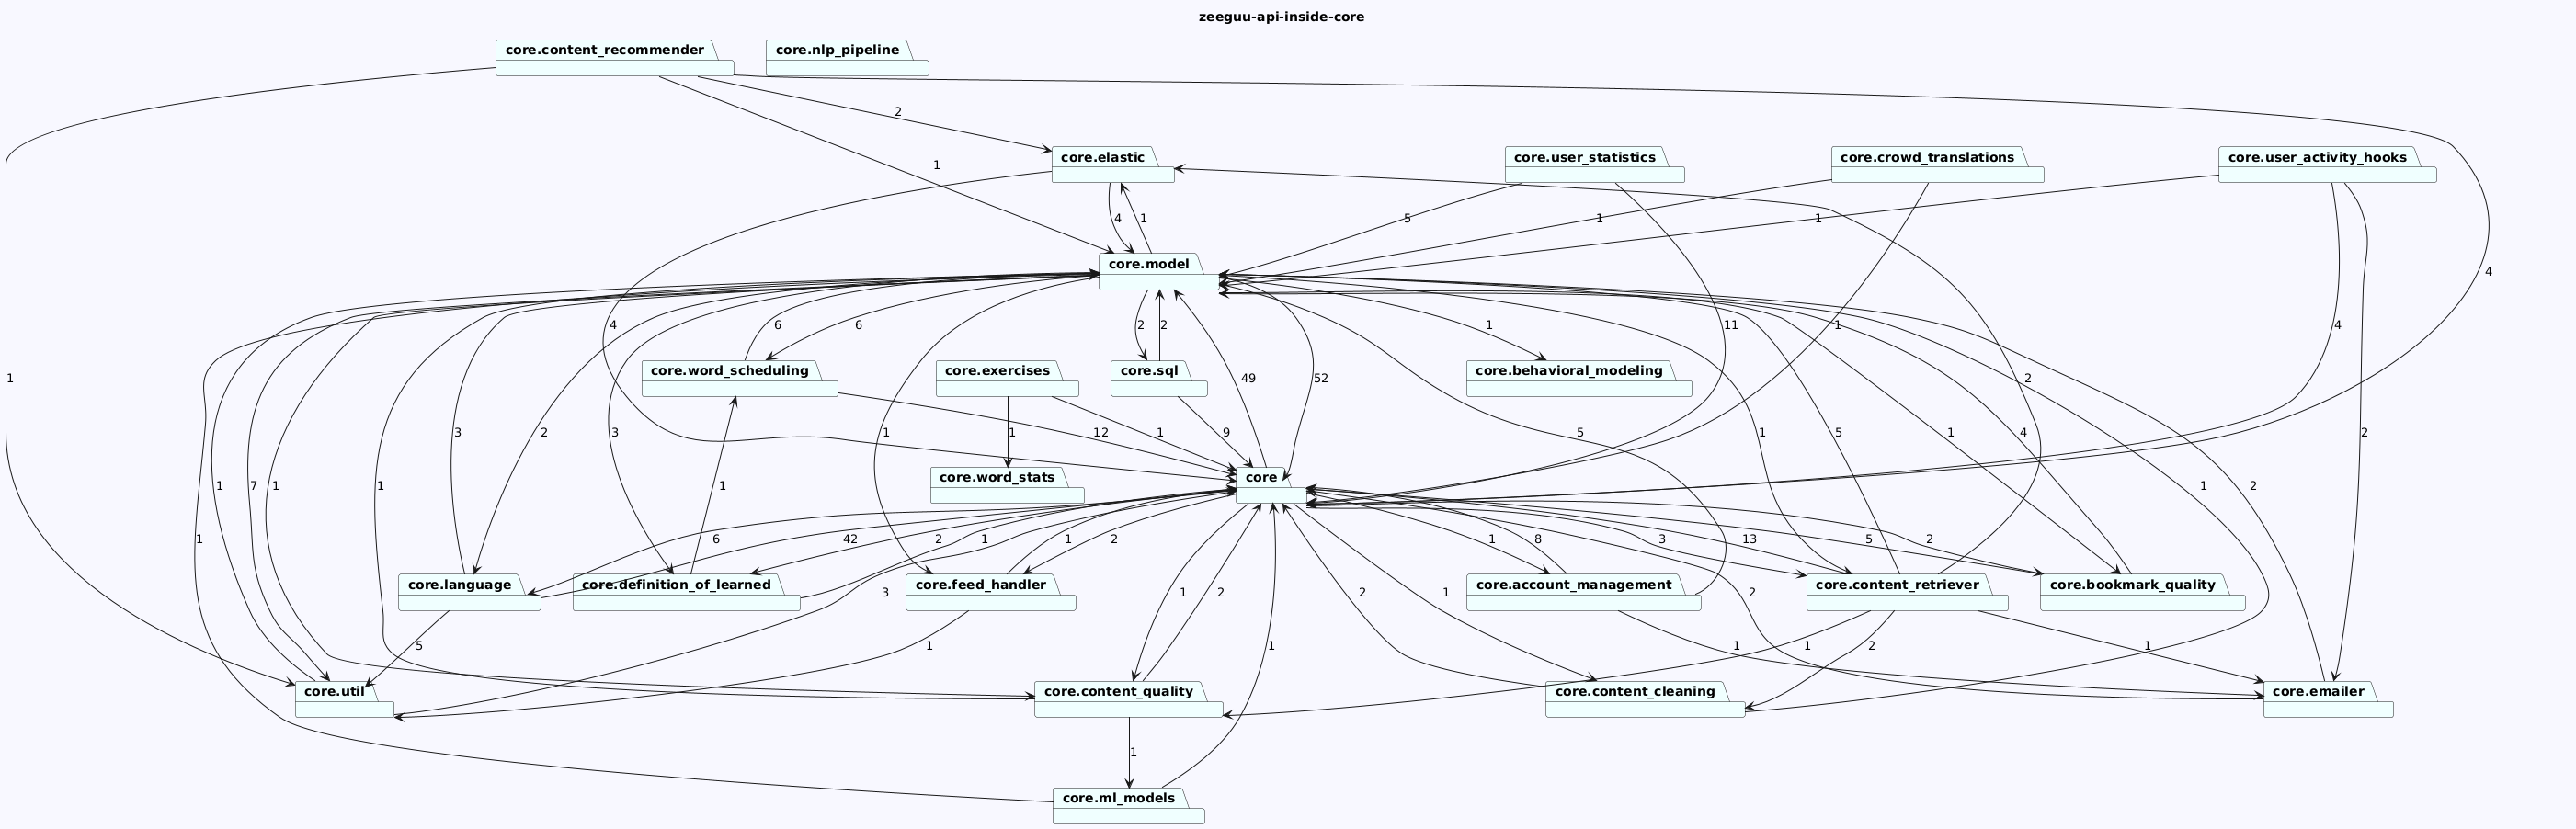 zeeguu-api-inside-core
core.content_recommender
core.nlp_pipeline
2
core.elastic
core.user_statistics
core.crowd_translations
core.user_activity_hooks
1
4
1
5
1
1
core.model
4
4
6
6
2
2
1
11
1
4
1
core.word_scheduling
core.exercises
core.sql
core.behavioral_modeling
2
49
52
3
2
3
1
12
1
1
9
5
1
5
1
4
2
core.word_stats
core
1
7
1
1
1
2
1
6
42
2
1
1
2
1
8
3
13
5
2
core.language
core.definition_of_learned
core.feed_handler
core.account_management
core.content_retriever
core.bookmark_quality
3
1
2
2
1
2
5
1
1
1
1
2
1
core.util
core.content_quality
core.content_cleaning
core.emailer
1
core.ml_models